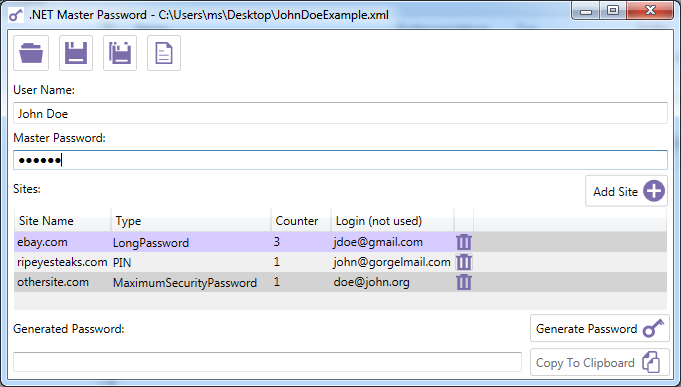 .NET Master Password - C:\Users\ms\Desktop\JohnDoeExample.xml
User Name:
John Doe
Master Password:
●●●●●●
Sites:
Add Site
Site Name Type Counter Login (not used)
ebay.com LongPassword 3 jdoe@gmail.com
ripeyesteaks.com PIN 1 john@gorgelmail.com
othersite.com MaximumSecurityPassword 1 doe@john.org
Generated Password:
Generate Password
Copy To Clipboard